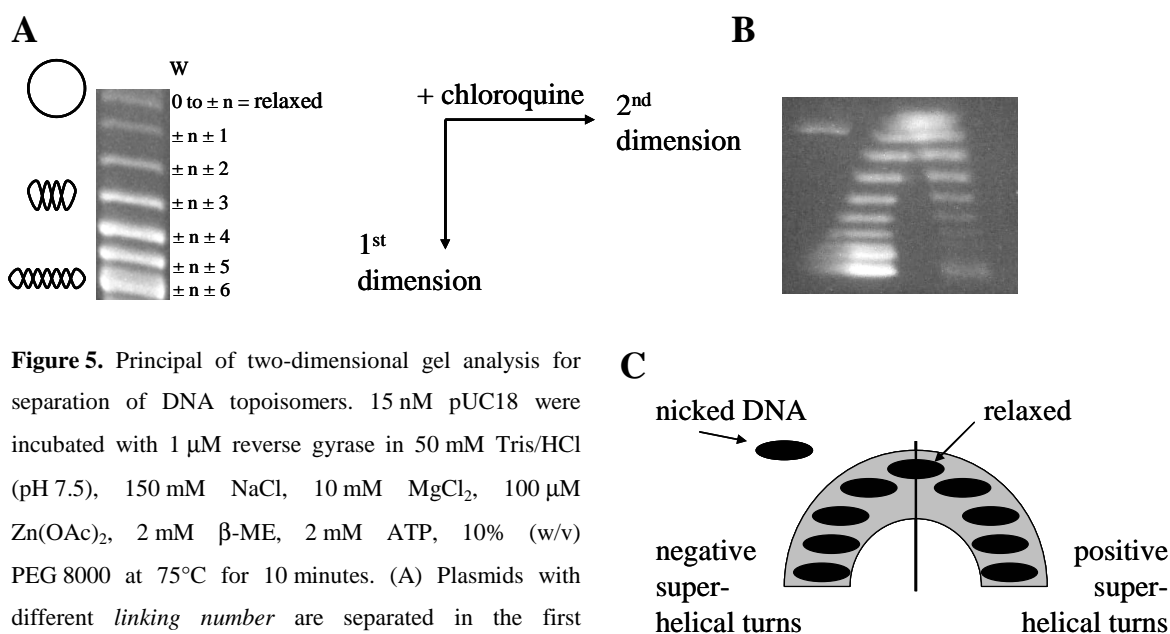 A
B
W
0 to ± n = relaxed
± n ± 1
± n ± 2
± n ± 3
± n ± 4
± n ± 5
± n ± 6
+ chloroquine
2nd
dimension
1st
dimension
Figure 5. Principal of two-dimensional gel analysis for
separation of DNA topoisomers. 15 nM pUC18 were
incubated with 1 μM reverse gyrase in 50 mM Tris/HCl
(pH 7.5), 150 mM NaCl, 10 mM MgCl2, 100 μM
Zn(OAc)2, 2 mM β-ME, 2 mM ATP, 10% (w/v)
PEG 8000 at 75°C for 10 minutes. (A) Plasmids with
different linking number are separated in the first
C
nicked DNA
relaxed
negative
super-
helical turns
positive
super-
helical turns